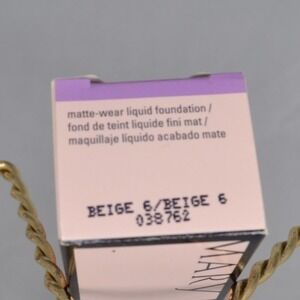 matte-wear liquid foundation /
fond de teint liquide fini mat /
maquillaje líquido acabado mate
BEIGE 6/BEIGE 6
038762
MARY